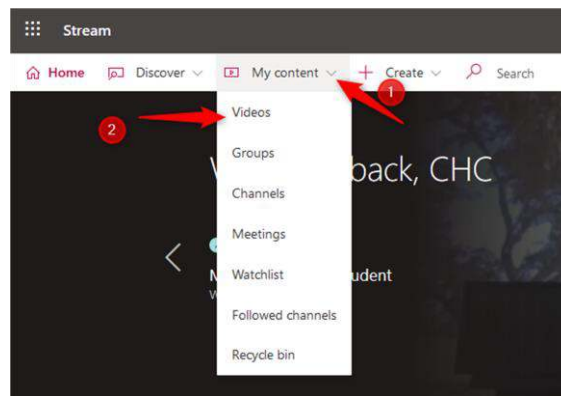 Stream
Home Discover My content Create Search
1
2
Videos
Groups
back, CHC
Channels
Meetings
Watchlist
udent
Followed channels
Recycle bin